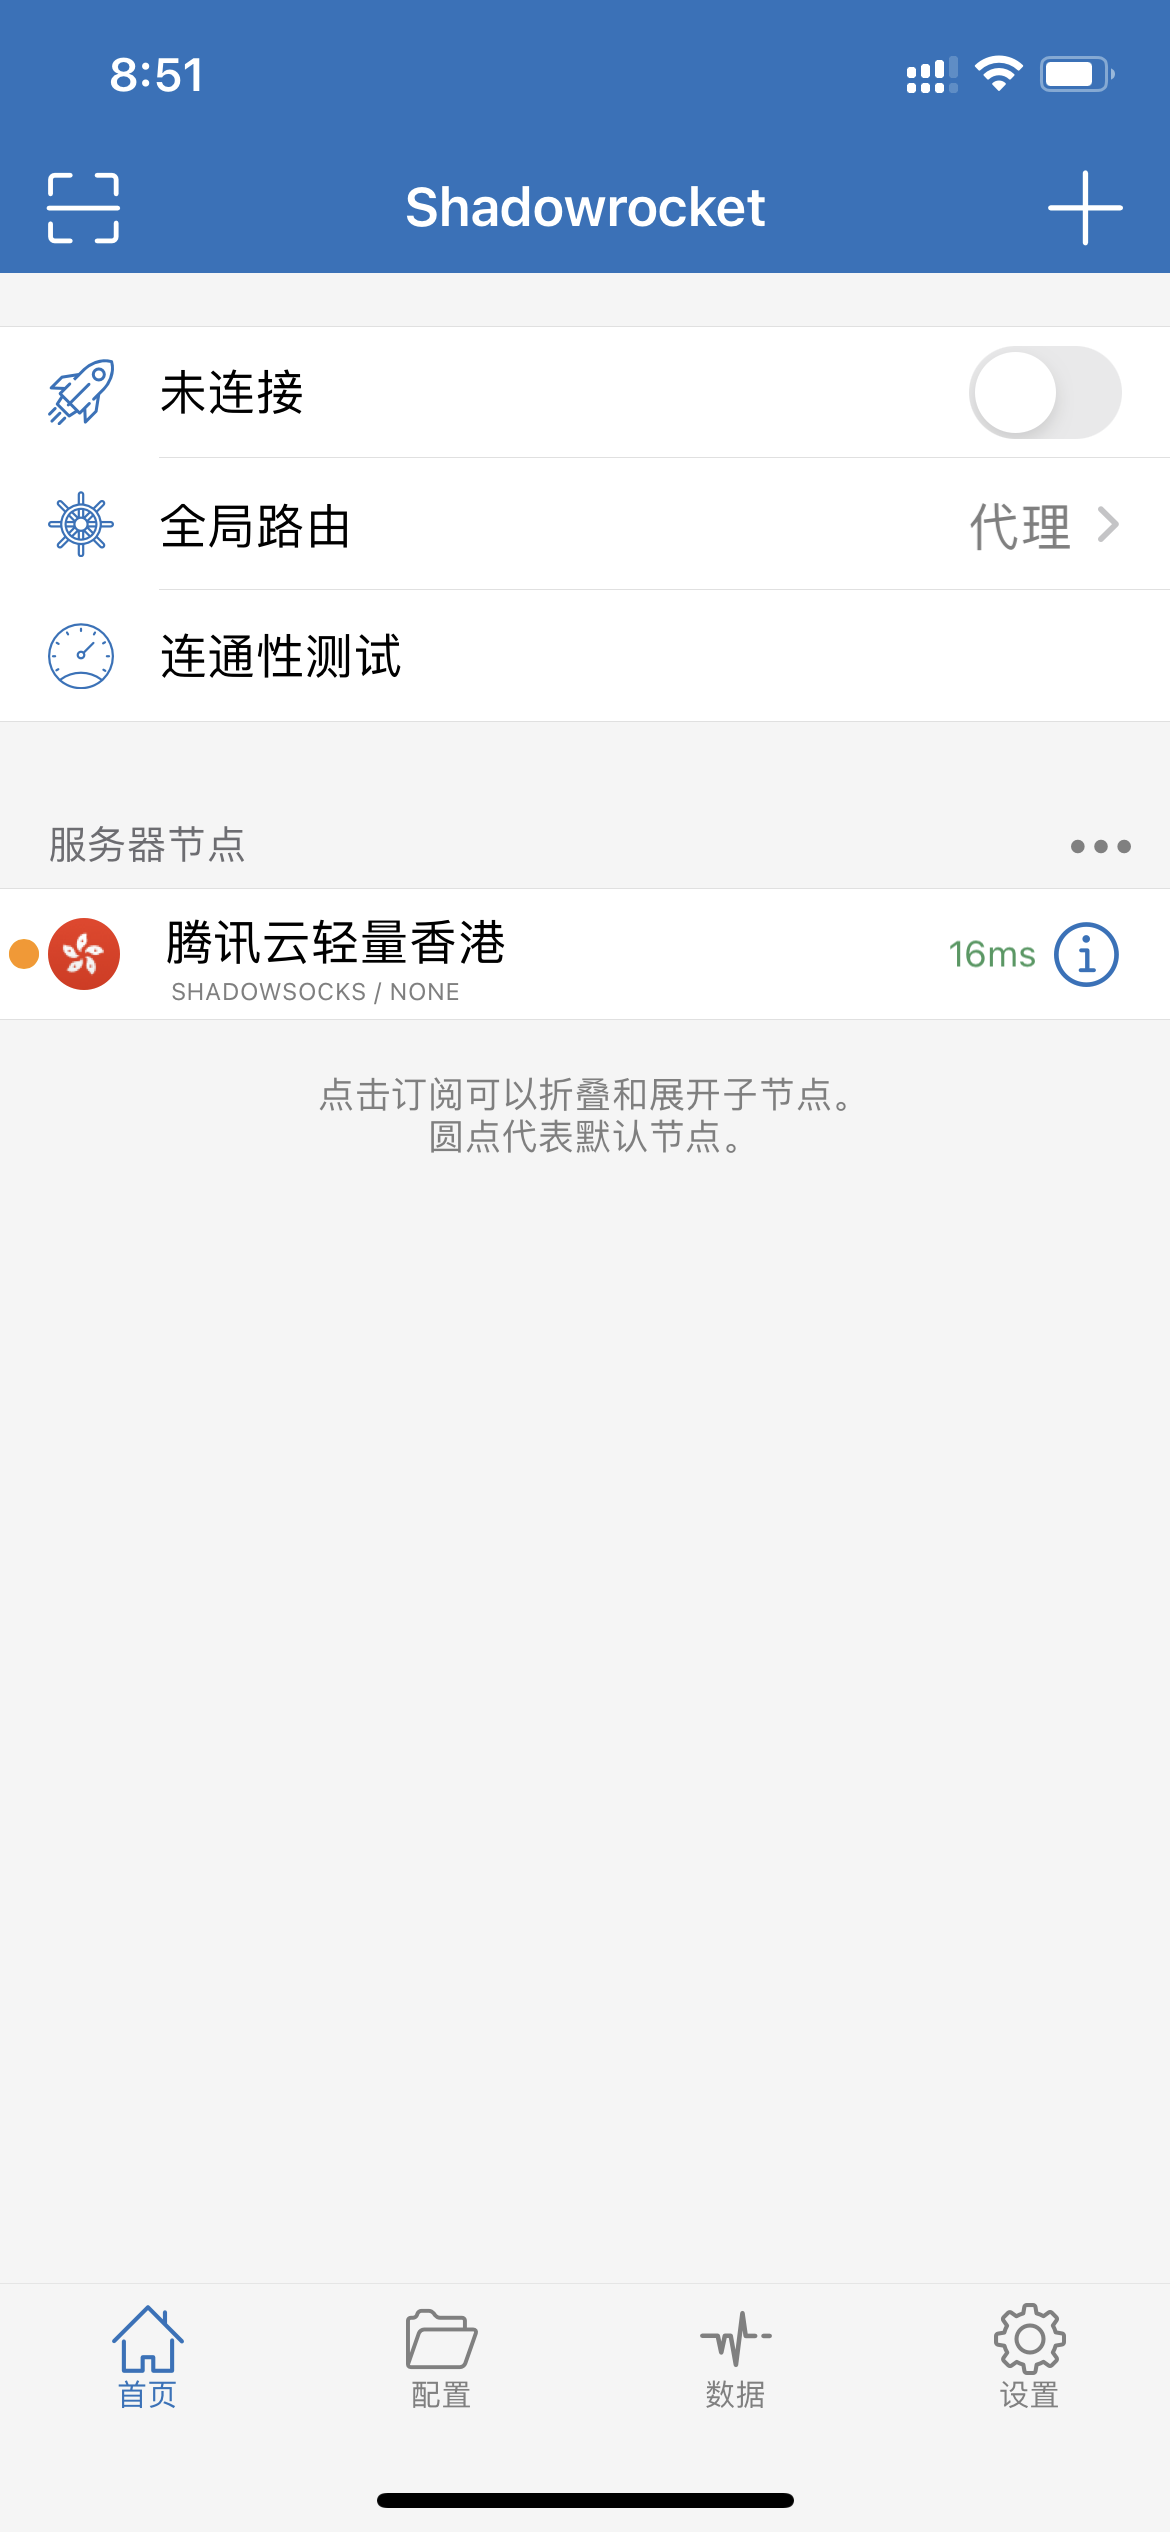 8:51
Shadowrocket
未连接
全局路由 代理
连通性测试
服务器节点
腾讯云轻量香港
SHADOWSOCKS / NONE
16ms
点击订阅可以折叠和展开子节点。
圆点代表默认节点。
首页 配置 数据 设置